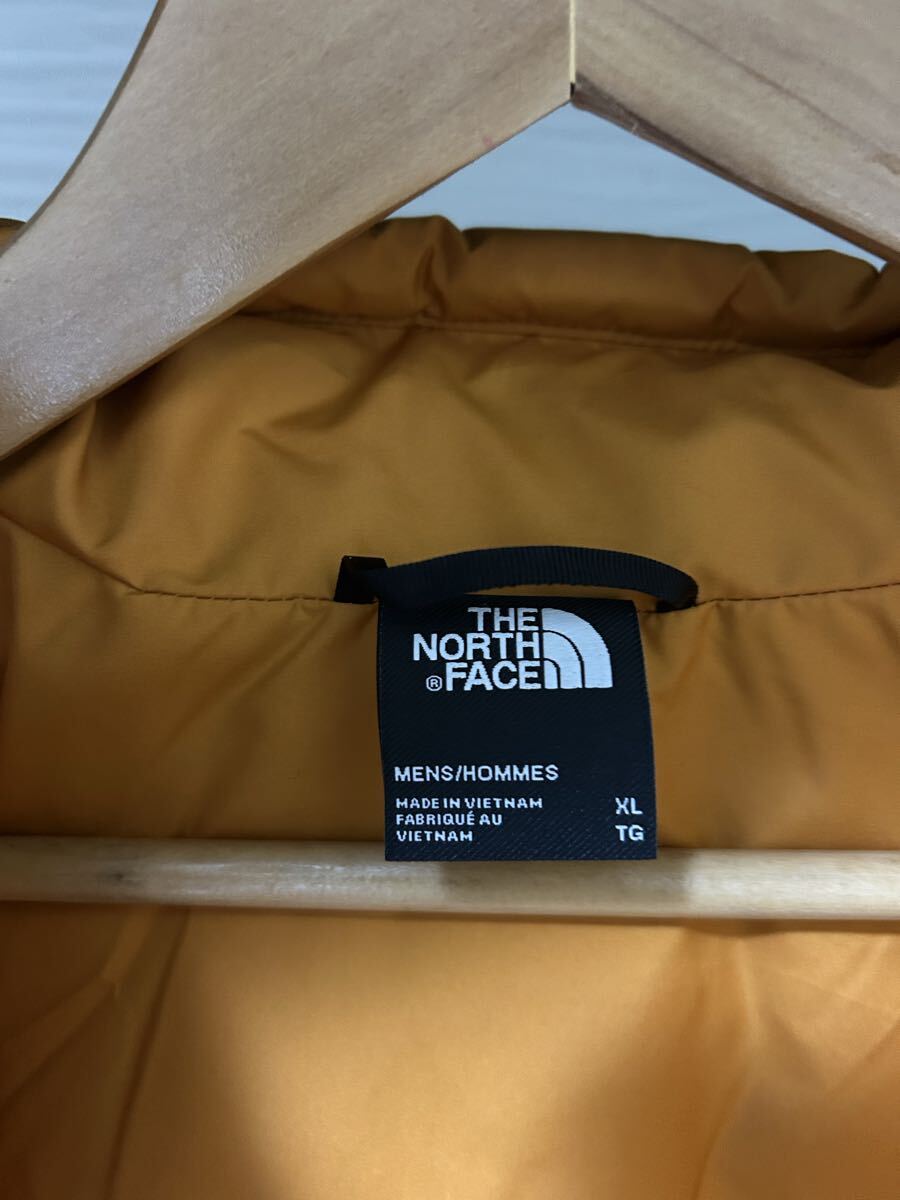 THE
NORTH
® FACE
MENS/HOMMES
MADE IN VIETNAM XL
FABRIQUÉ AU
VIETNAM TG